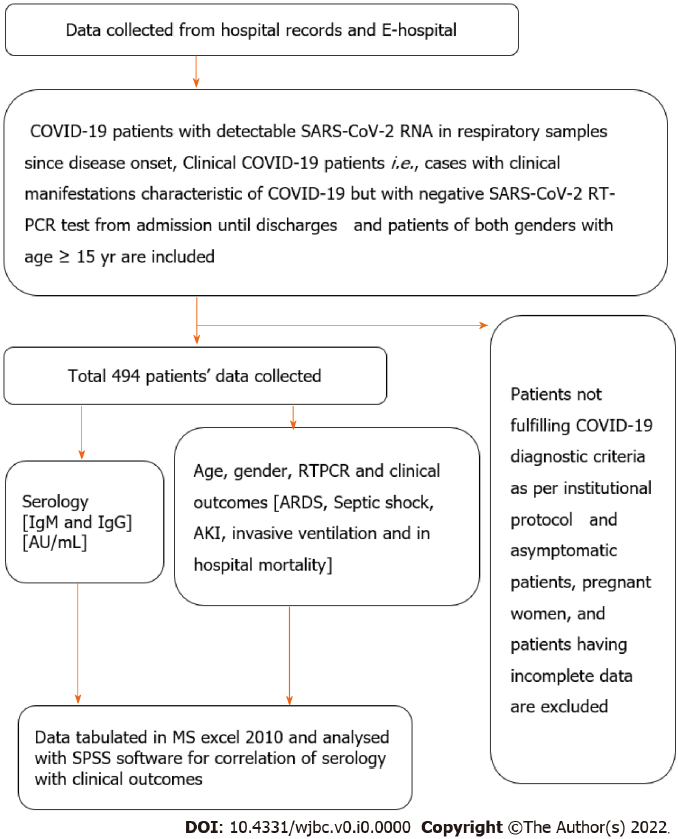 Data collected from hospital records and E-hospital
COVID-19 patients with detectable SARS-CoV-2 RNA in respiratory samples
since disease onset, Clinical COVID-19 patients i.e., cases with clinical
manifestations characteristic of COVID-19 but with negative SARS-CoV-2 RT-
PCR test from admission until discharges and patients of both genders with
age ≥ 15 yr are included
Total 494 patients' data collected
Patients not
fulfilling COVID-19
diagnostic criteria
as per institutional
protocol and
asymptomatic
patients, pregnant
women, and
patients having
incomplete data
are excluded
Serology
[IgM and IgG]
[AU/mL]
Age, gender, RTPCR and clinical
outcomes [ARDS, Septic shock,
AKI, invasive ventilation and in
hospital mortality]
Data tabulated in MS excel 2010 and analysed
with SPSS software for correlation of serology
with clinical outcomes
DOI: 10.4331/wjbc.v0.i0.0000 Copyright ©The Author(s) 2022.